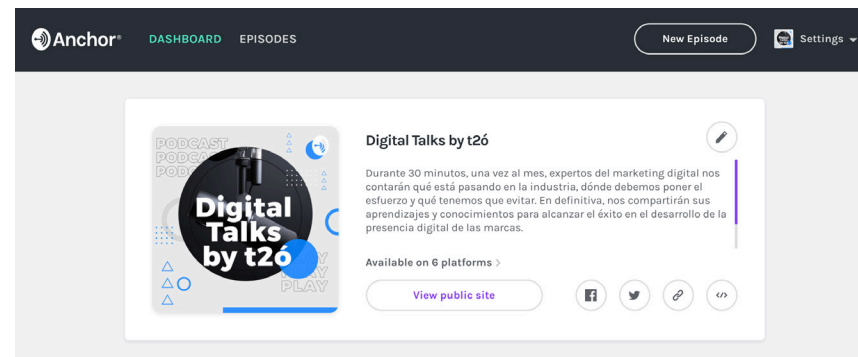 Anchor®
DASHBOARD
EPISODES
New Episode
Settings
PODCAST
PODCA
PODC
Digital
Talks
by t2ó
Y
AY
PLAY
Digital Talks by t2ó
Durante 30 minutos, una vez al mes, expertos del marketing digital nos
contarán qué está pasando en la industria, dónde debemos poner el
esfuerzo y qué tenemos que evitar. En definitiva, nos compartirán sus
aprendizajes y conocimientos para alcanzar el éxito en el desarrollo de la
presencia digital de las marcas.
Available on 6 platforms >
View public site